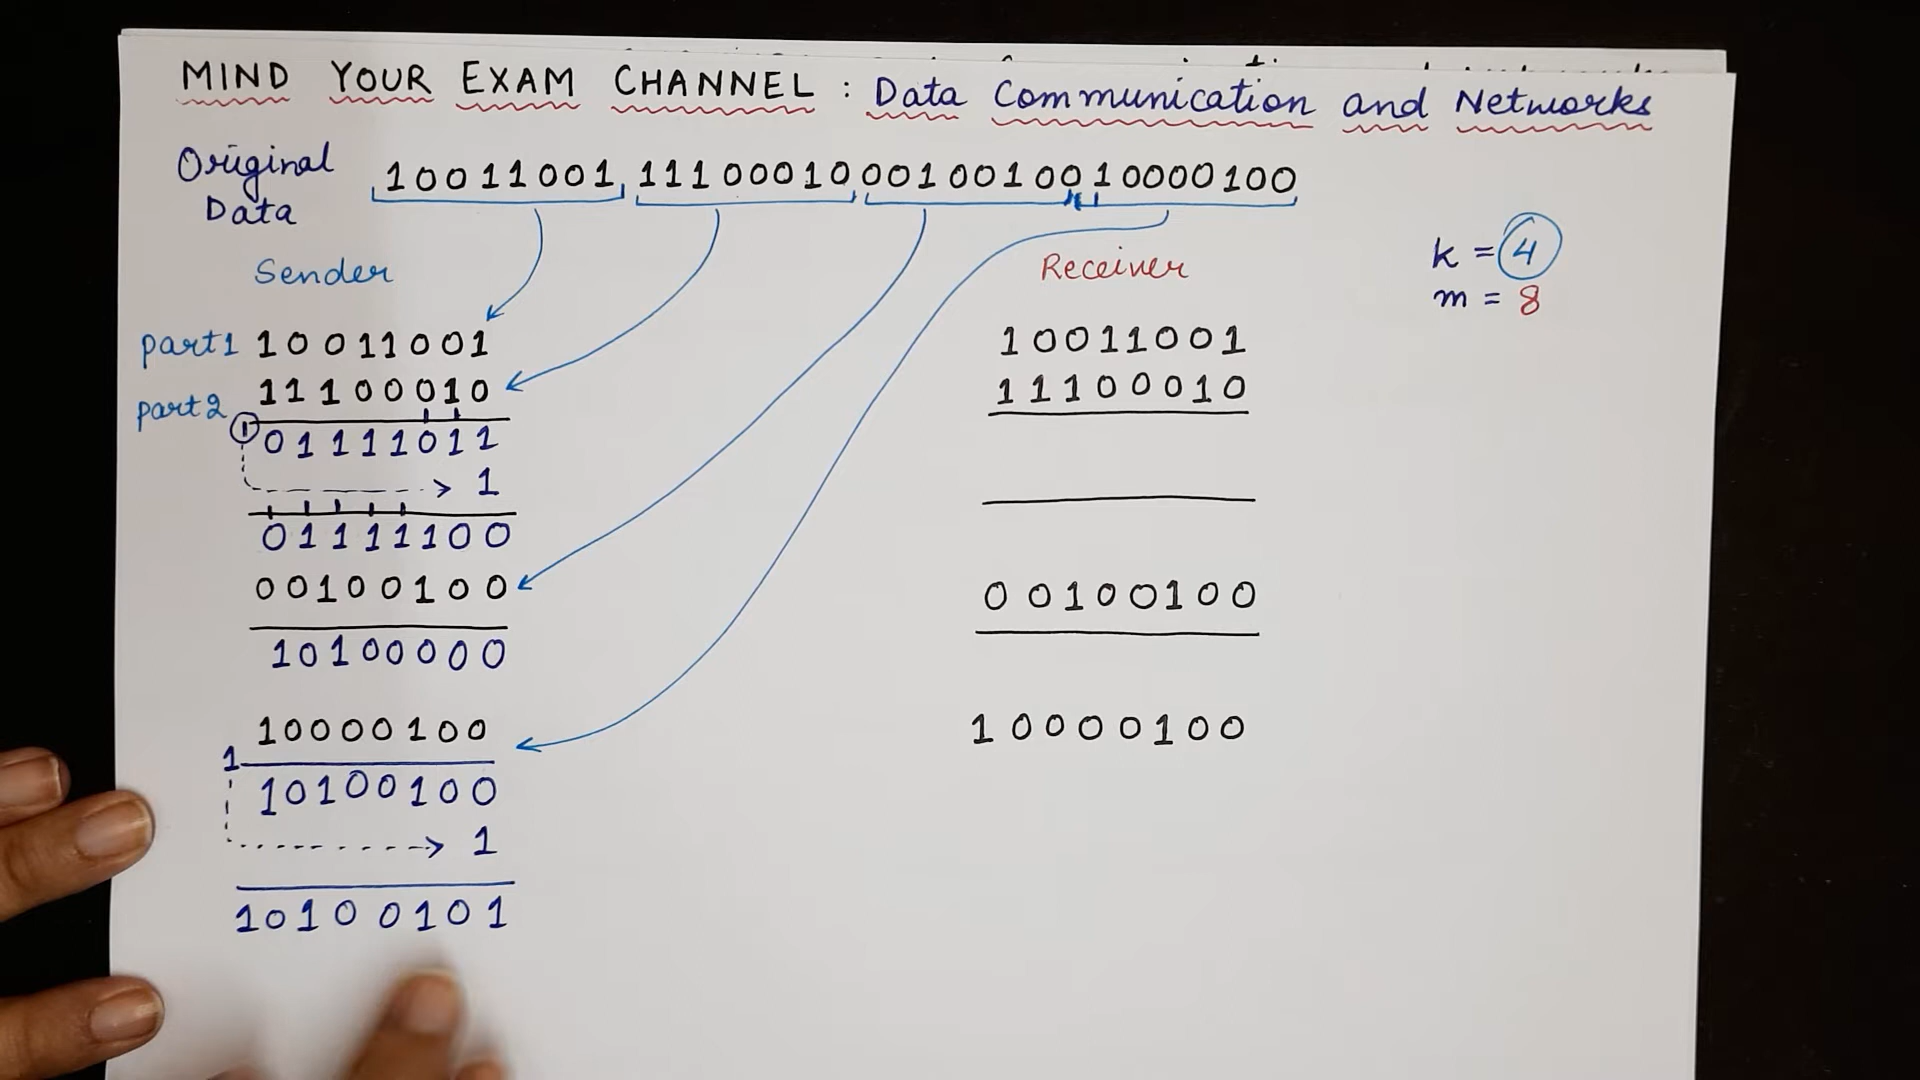 MIND YOUR EXAM CHANNEL : Data Communication and Networks
Original Data
10011001 11100010 00100100 10000100
Sender
part1 10011001
part2 11100010
1 01111011
1
01111100
00100100
10100000
10000100
1
10100100
1
10100101
Receiver
10011001
11100010
00100100
10000100
k = 4
m = 8